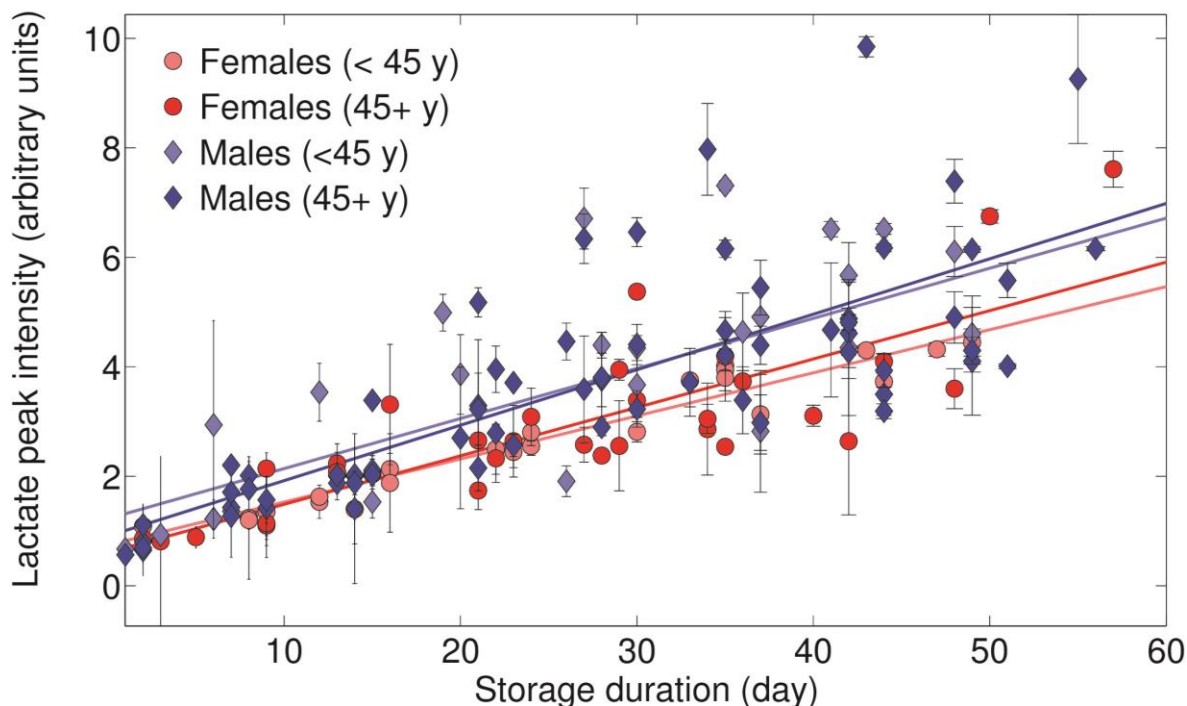 Lactate peak intensity (arbitrary units)
10
8
6
4
2
0
Females (< 45 y)
Females (45+ y)
Males (<45 y)
Males (45+ y)
10 20 30 40 50 60
Storage duration (day)